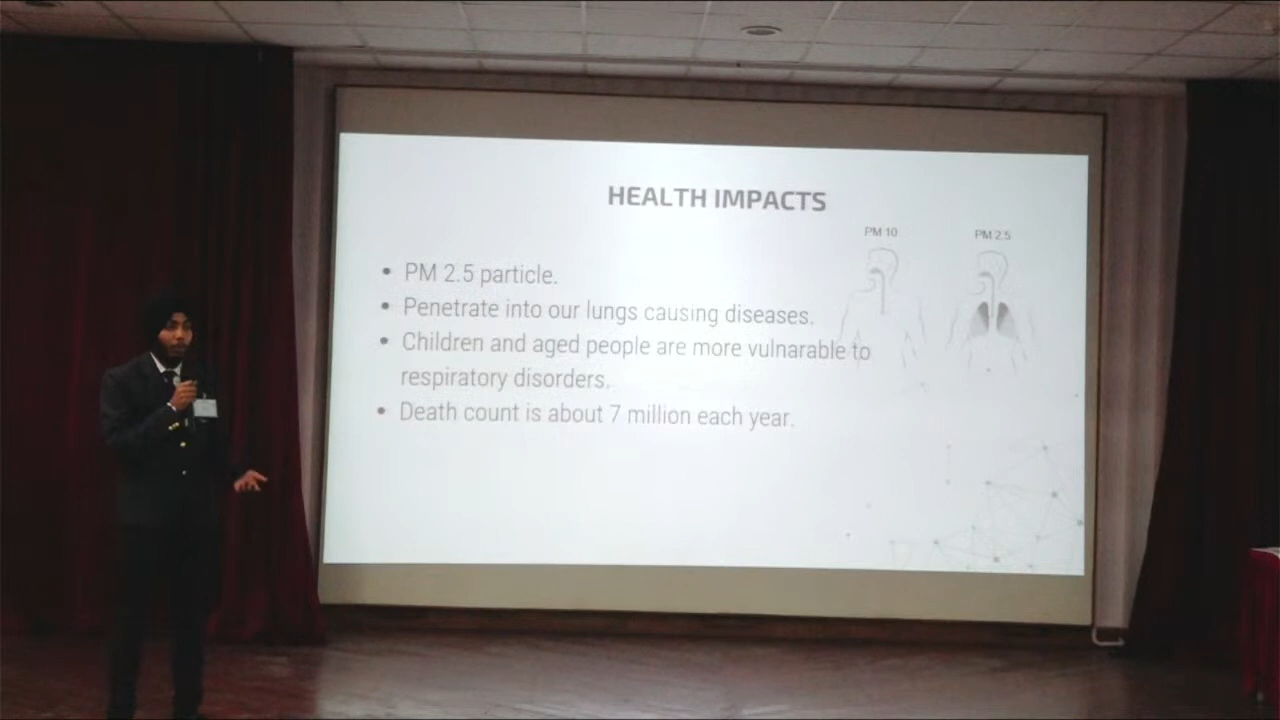 HEALTH IMPACTS
PM 10
PM 2.5
• PM 2.5 particle.
• Penetrate into our lungs causing diseases.
• Children and aged people are more vulnarable to
respiratory disorders.
• Death count is about 7 million each year.